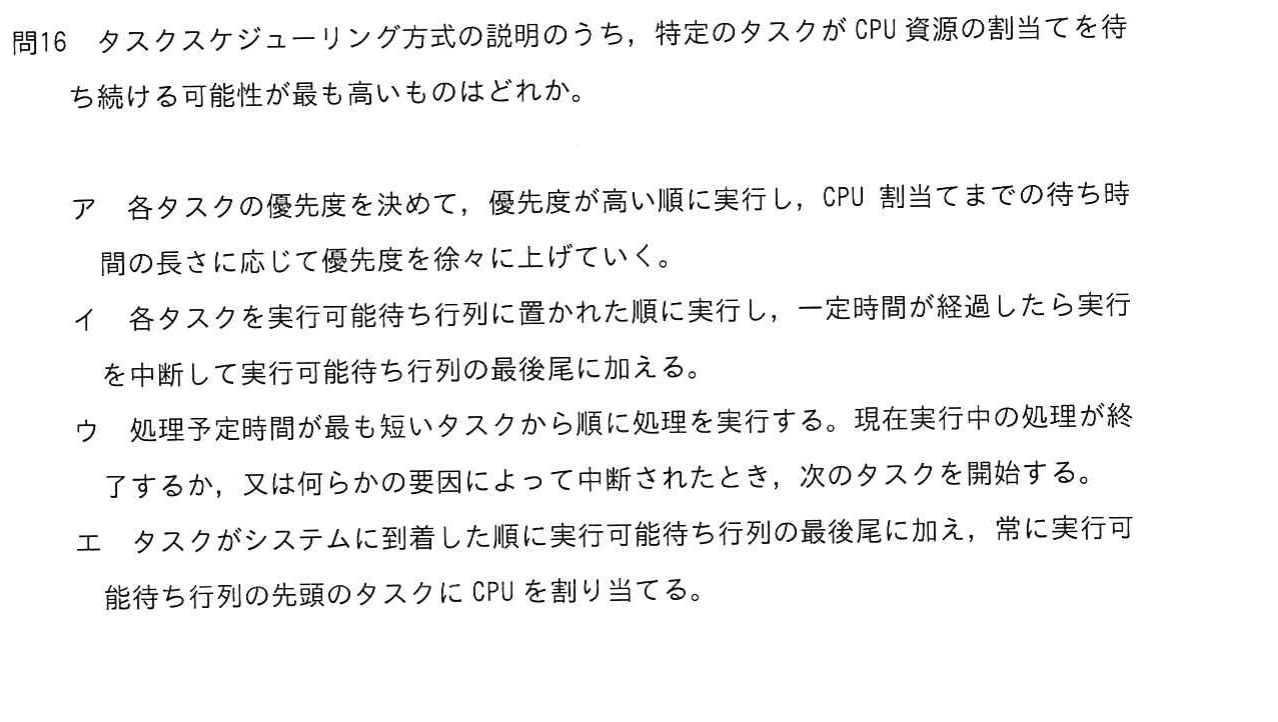 問16 タスクスケジューリング方式の説明のうち，特定のタスクが CPU 資源の割当てを待
ち続ける可能性が最も高いものはどれか。
ア 各タスクの優先度を決めて，優先度が高い順に実行し，CPU 割当てまでの待ち時
間の長さに応じて優先度を徐々に上げていく。
イ 各タスクを実行可能待ち行列に置かれた順に実行し，一定時間が経過したら実行
を中断して実行可能待ち行列の最後尾に加える。
ウ 処理予定時間が最も短いタスクから順に処理を実行する。現在実行中の処理が終
了するか，又は何らかの要因によって中断されたとき，次のタスクを開始する。
エ タスクがシステムに到着した順に実行可能待ち行列の最後尾に加え，常に実行可
能待ち行列の先頭のタスクに CPU を割り当てる。